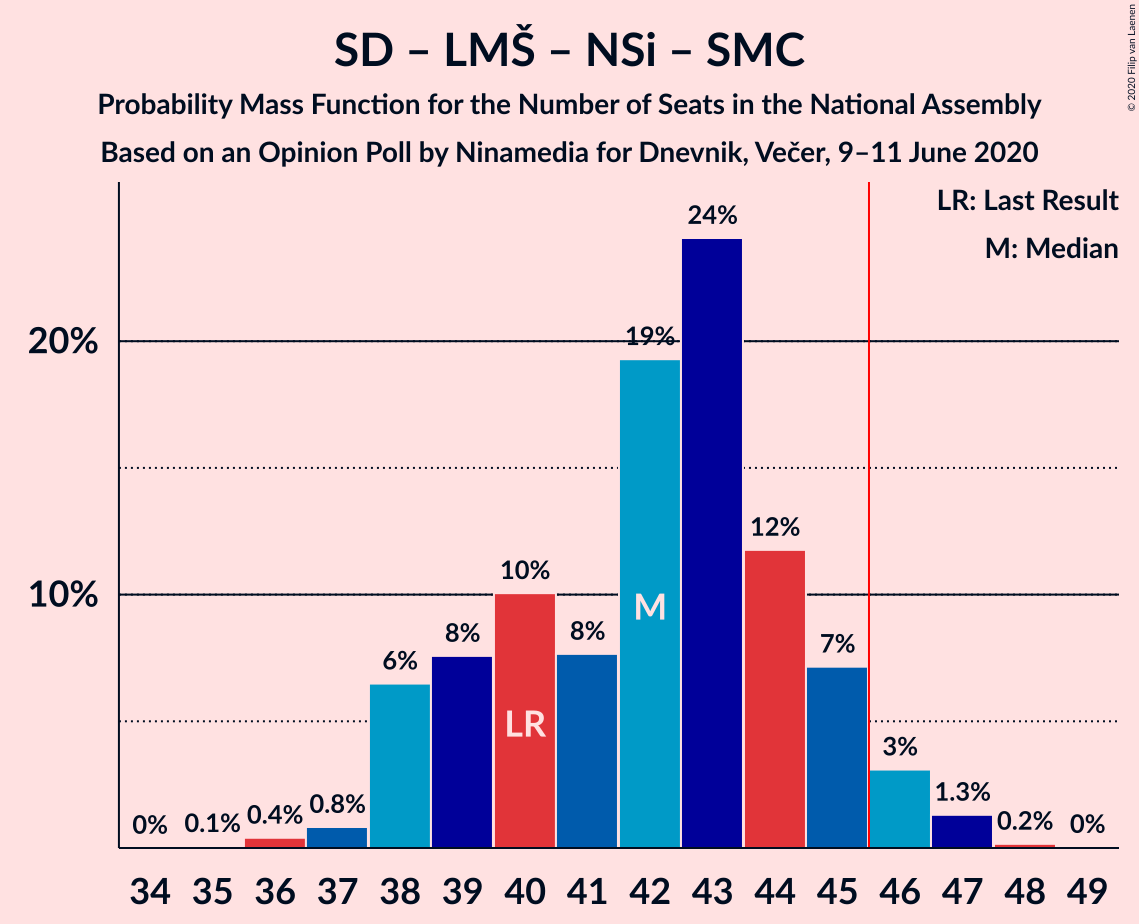 SD – LMŠ – NSi – SMC
Probability Mass Function for the Number of Seats in the National Assembly
Based on an Opinion Poll by Ninamedia for Dnevnik, Večer, 9–11 June 2020
© 2020 Filip van Laenen
LR: Last Result
M: Median
20%
10%
0%
0.1%
0.4%
0.8%
6%
8%
10%
8%
19%
24%
12%
7%
3%
1.3%
0.2%
0%
LR
M
34 35 36 37 38 39 40 41 42 43 44 45 46 47 48 49